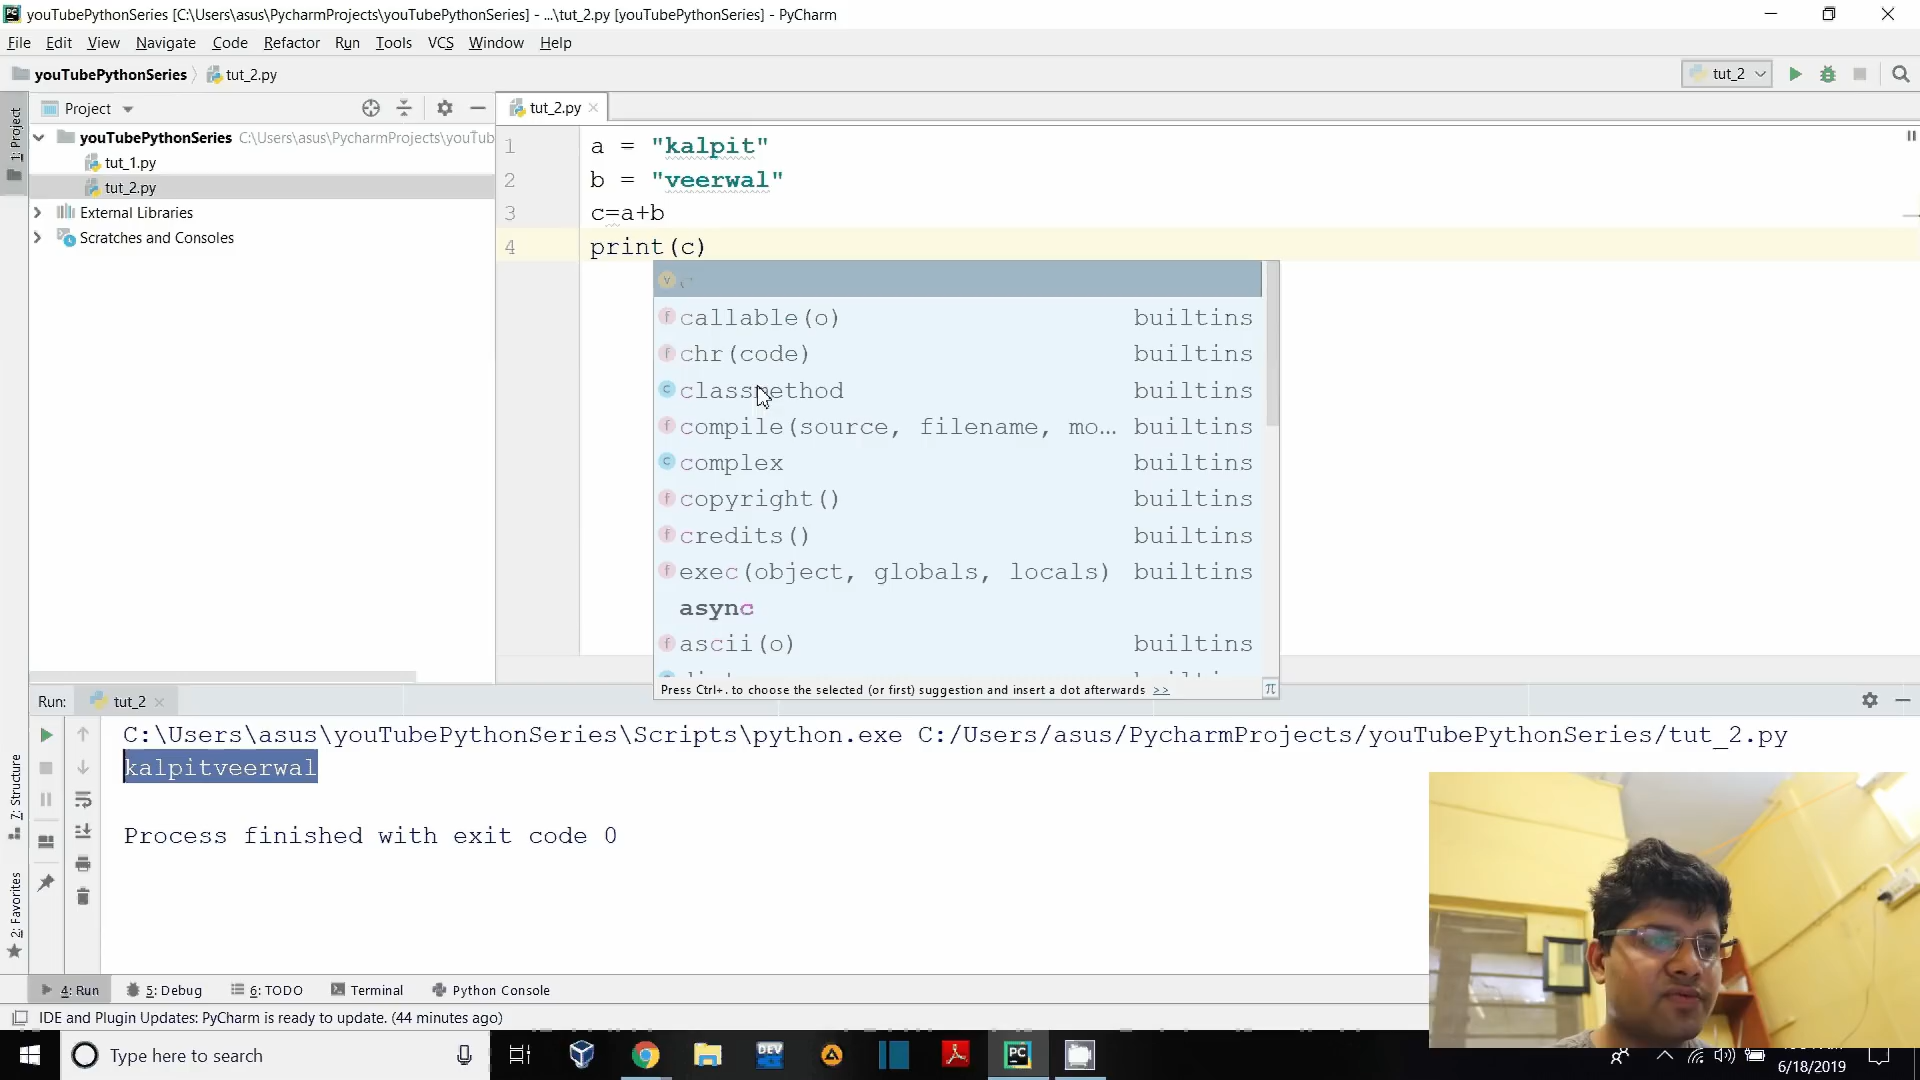 youTubePythonSeries [C:\Users\asus\PycharmProjects\youTubePythonSeries] - ...\tut_2.py [youTubePythonSeries] - PyCharm
File Edit View Navigate Code Refactor Run Tools VCS Window Help
youTubePythonSeries tut_2.py tut_2
1: Project
Project
tut_2.py
youTubePythonSeries C:\Users\asus\PycharmProjects\youTub
tut_1.py
tut_2.py
External Libraries
Scratches and Consoles
1 a = "kalpit"
2 b = "veerwal"
3 c=a+b
4 print(c)
callable(o) builtins
chr(code) builtins
classmethod builtins
compile(source, filename, mo... builtins
complex builtins
copyright() builtins
credits() builtins
exec(object, globals, locals) builtins
async
ascii(o) builtins
Press Ctrl+. to choose the selected (or first) suggestion and insert a dot afterwards >>
Run: tut_2
C:\Users\asus\youTubePythonSeries\Scripts\python.exe C:/Users/asus/PycharmProjects/youTubePythonSeries/tut_2.py
kalpitveerwal
Process finished with exit code 0
7: Structure
2: Favorites
4: Run 5: Debug 6: TODO Terminal Python Console
IDE and Plugin Updates: PyCharm is ready to update. (44 minutes ago)
Type here to search
DEV
PC
6/18/2019